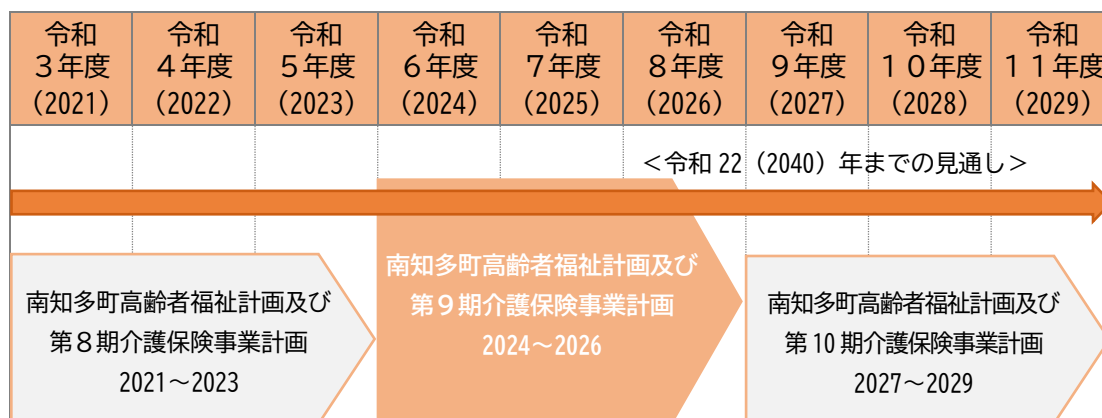 令和
３年度
(2021)
令和
４年度
(2022)
令和
５年度
(2023)
令和
６年度
(2024)
令和
７年度
(2025)
令和
８年度
(2026)
令和
９年度
(2027)
令和
１０年度
(2028)
令和
１１年度
(2029)
＜令和 22（2040）年までの見通し＞
南知多町高齢者福祉計画及び
第８期介護保険事業計画
2021～2023
南知多町高齢者福祉計画及び
第９期介護保険事業計画
2024～2026
南知多町高齢者福祉計画及び
第 10 期介護保険事業計画
2027～2029